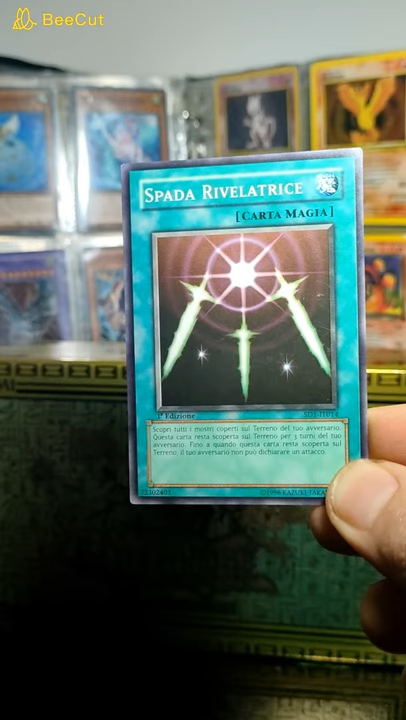 BeeCut
SPADA RIVELATRICE
[CARTA MAGIA]
1ª Edizione
Scopri tutti i mostri coperti sul Terreno del tuo avversario.
Questa carta resta scoperta sul Terreno per 3 turni del tuo
avversario. Fino a quando questa carta resta scoperta sul
Terreno, il tuo avversario non può dichiarare un attacco.
72302403
©1996 KAZUKI TAKA